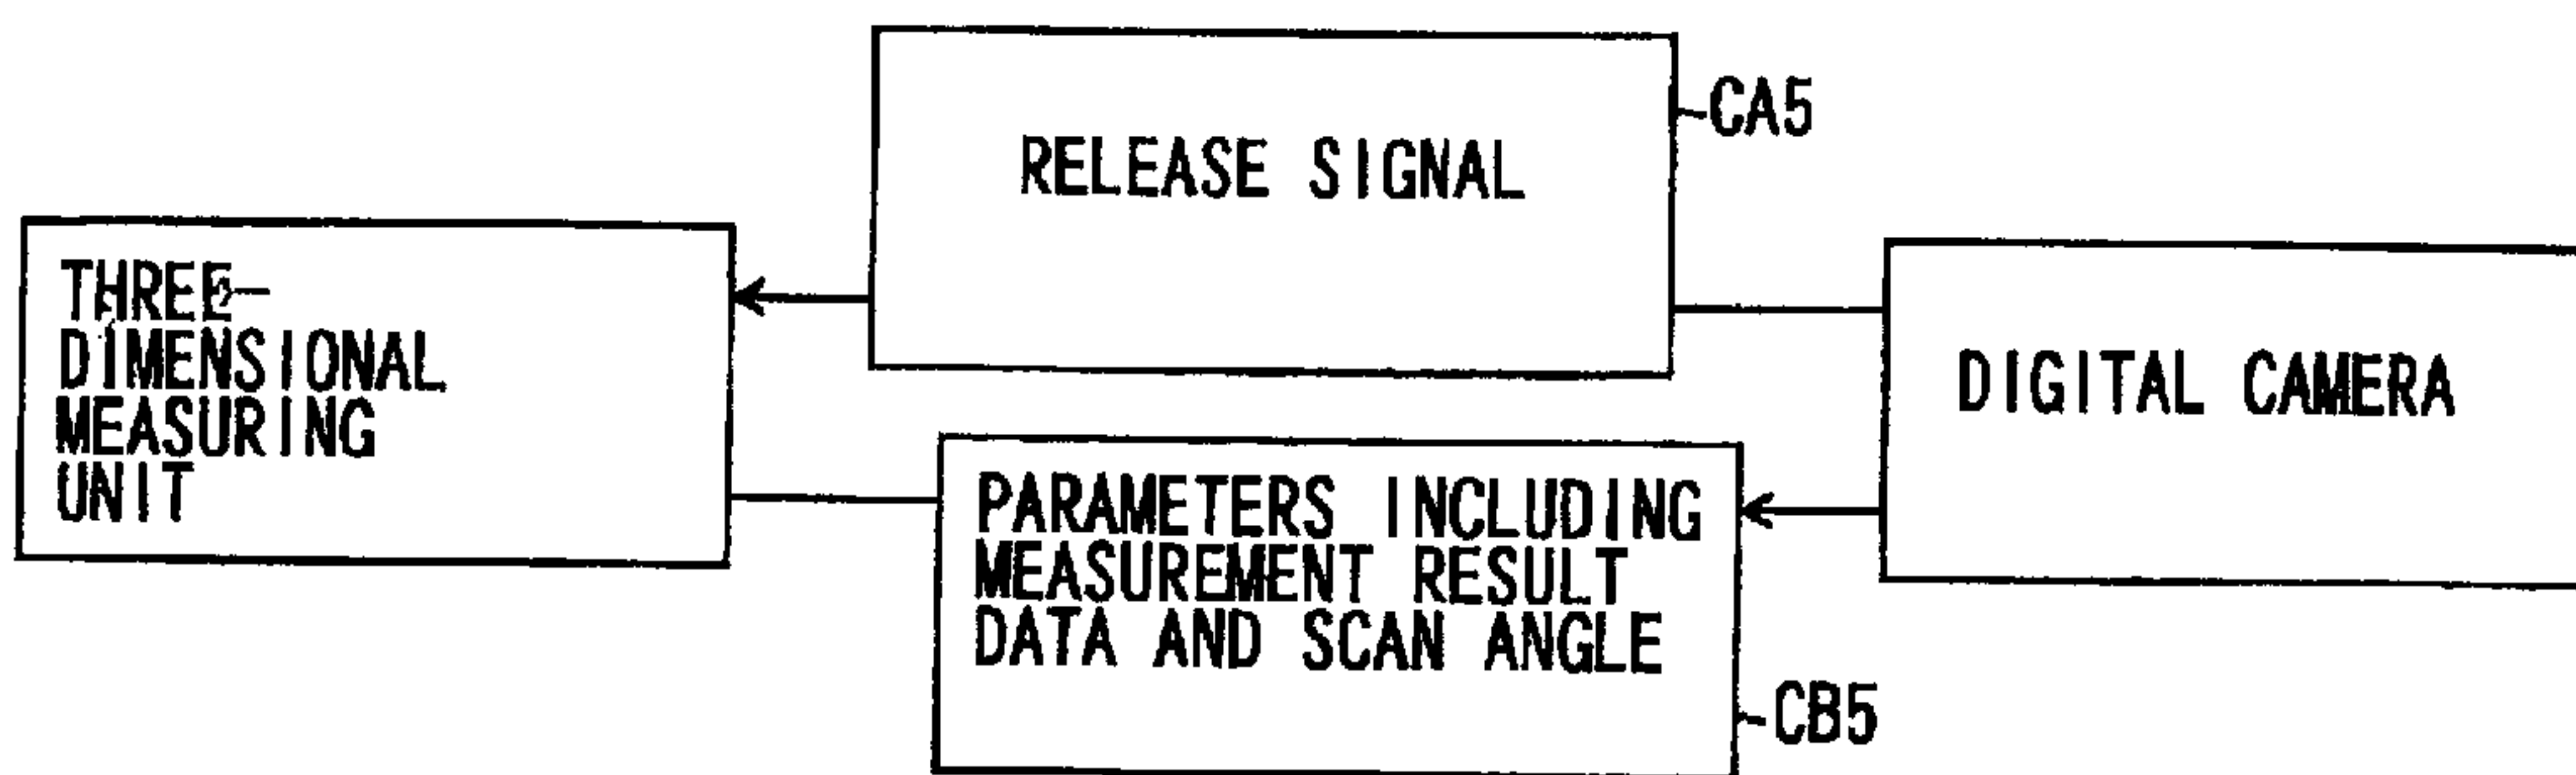 RELEASE SIGNAL
CA5
THREE-
DIMENSIONAL
MEASURING
UNIT
DIGITAL CAMERA
PARAMETERS INCLUDING
MEASUREMENT RESULT
DATA AND SCAN ANGLE
CB5